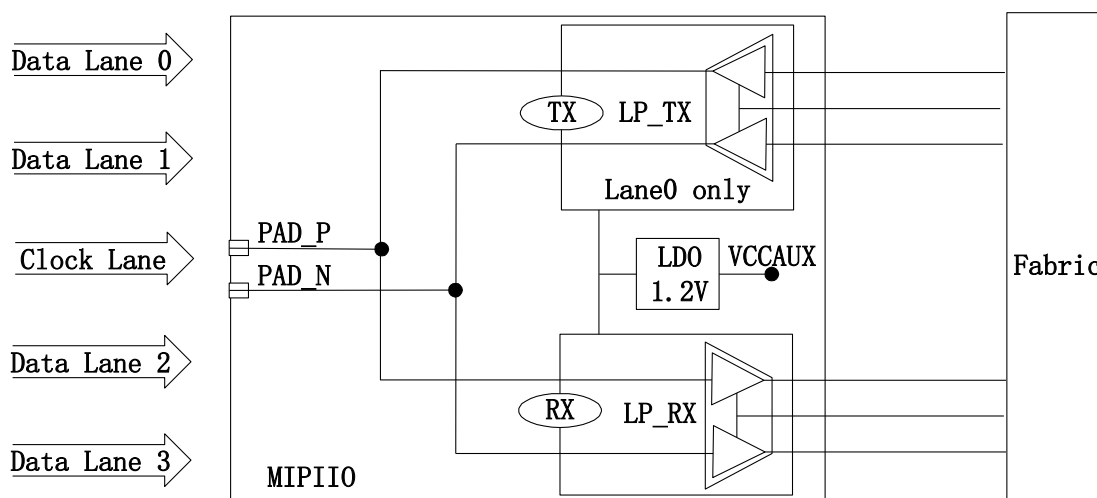 Data Lane 0
Data Lane 1
Clock Lane
Data Lane 2
Data Lane 3
TX
LP_TX
Lane0 only
PAD_P
PAD_N
LDO
1.2V
VCCAUX
RX
LP_RX
MIPIIO
Fabric